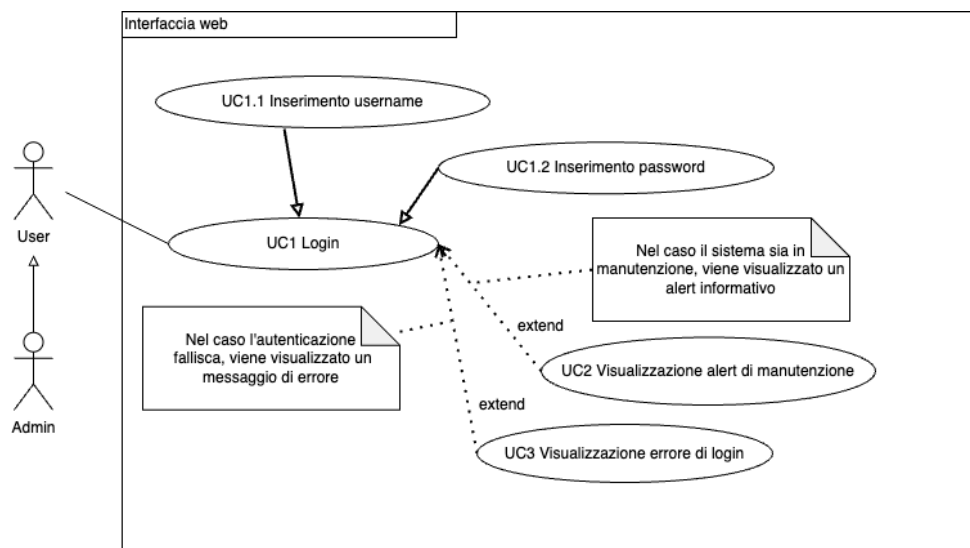 Interfaccia web
UC1.1 Inserimento username
UC1.2 Inserimento password
User
UC1 Login
Nel caso il sistema sia in
manutenzione, viene visualizzato un
alert informativo
Nel caso l'autenticazione
fallisca, viene visualizzato un
messaggio di errore
extend
UC2 Visualizzazione alert di manutenzione
extend
Admin
UC3 Visualizzazione errore di login